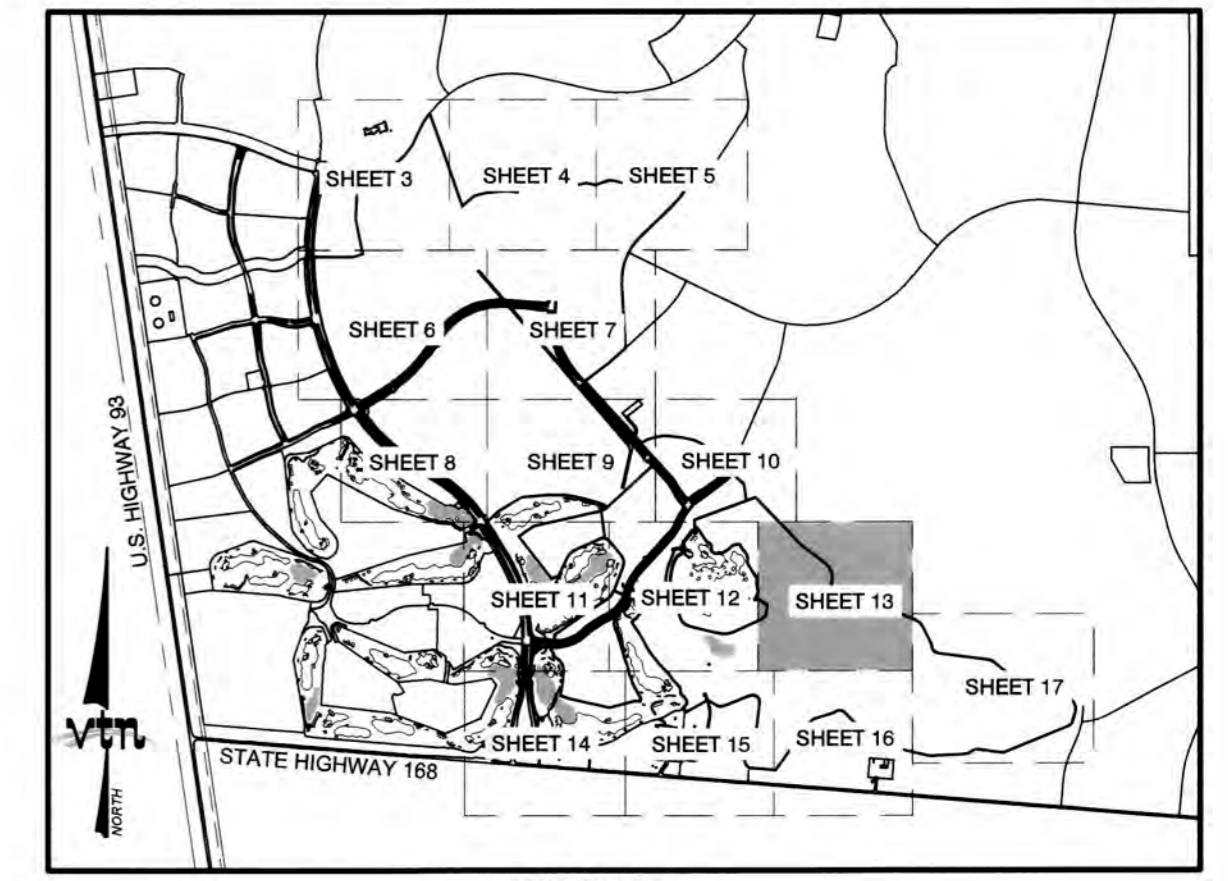 SHEET 3
SHEET 4
SHEET 5
SHEET 6
SHEET 7
U.S. HIGHWAY 93
SHEET 8
SHEET 9
SHEET 10
SHEET 11
SHEET 12
SHEET 13
SHEET 17
SHEET 14
SHEET 15
SHEET 16
STATE HIGHWAY 168
vtn
NORTH